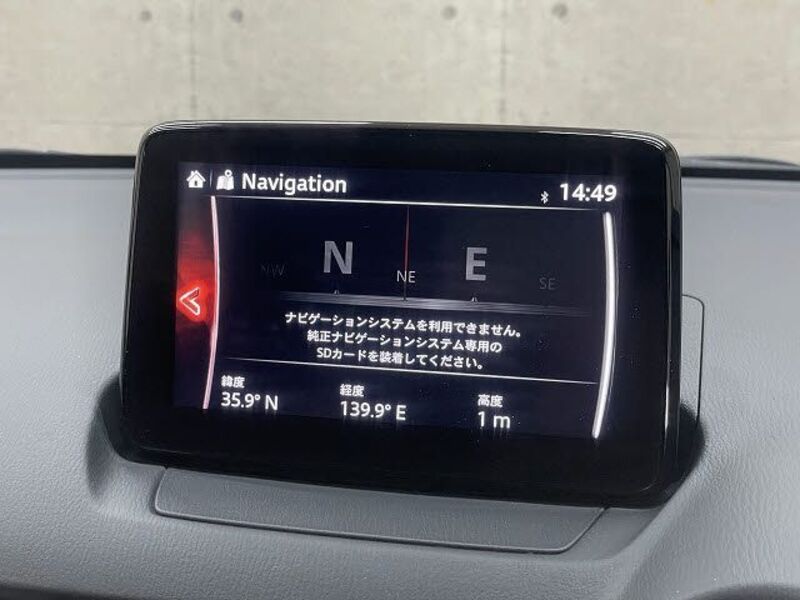 Navigation
14:49
NW N NE E SE
ナビゲーションシステムを利用できません。
純正ナビゲーションシステム専用の
SDカードを装着してください。
緯度 経度 高度
35.9° N 139.9° E 1 m